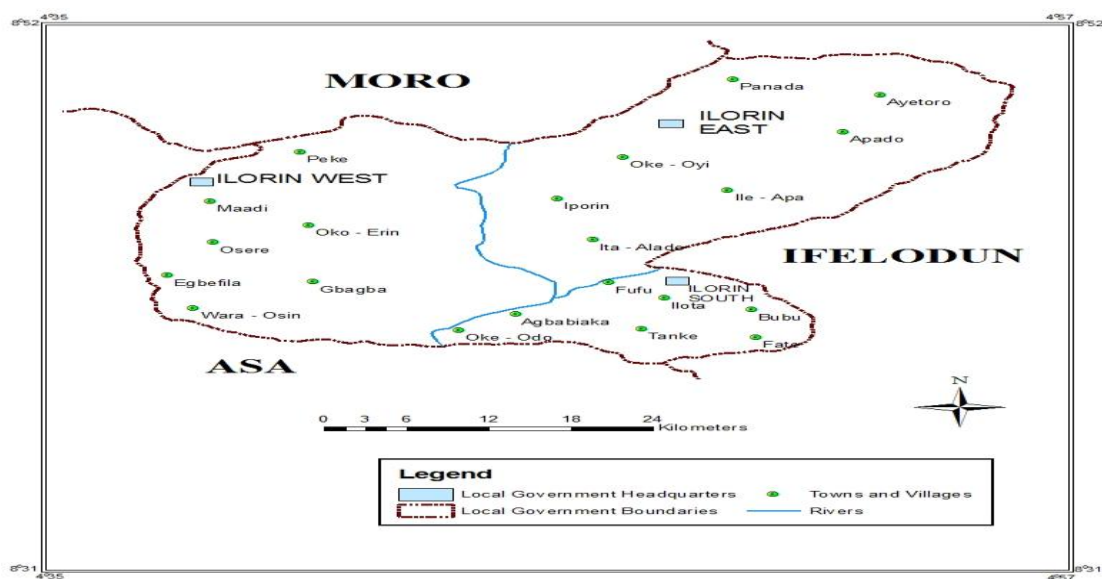 4°35
4°57
8°52
8°52
MORO
Panada
Ayetoro
ILORIN
EAST
Apado
Peke
Oke - Oyi
ILORIN WEST
Ile - Apa
Maadi
Iporin
Oko - Erin
Osere
Ita - Alado
IFELODUN
Egbefila
Gbagba
Fufu
ILORIN
SOUTH
Ilota
Wara - Osin
Agbabiaka
Bubu
Oke - Odo
Tanke
Fate
ASA
N
0 3 6 12 18 24
Kilometers
Legend
Local Government Headquarters
Towns and Villages
Local Government Boundaries
Rivers
8°31
8°31
4°35
4°57